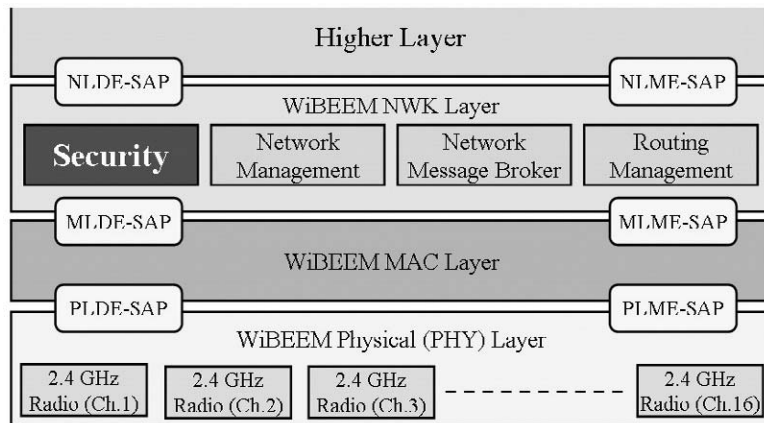 Higher Layer
NLDE-SAP
NLME-SAP
WiBEEM NWK Layer
Security
Network
Management
Network
Message Broker
Routing
Management
MLDE-SAP
MLME-SAP
WiBEEM MAC Layer
PLDE-SAP
PLME-SAP
WiBEEM Physical (PHY) Layer
2.4 GHz
Radio (Ch.1)
2.4 GHz
Radio (Ch.2)
2.4 GHz
Radio (Ch.3)
2.4 GHz
Radio (Ch.16)